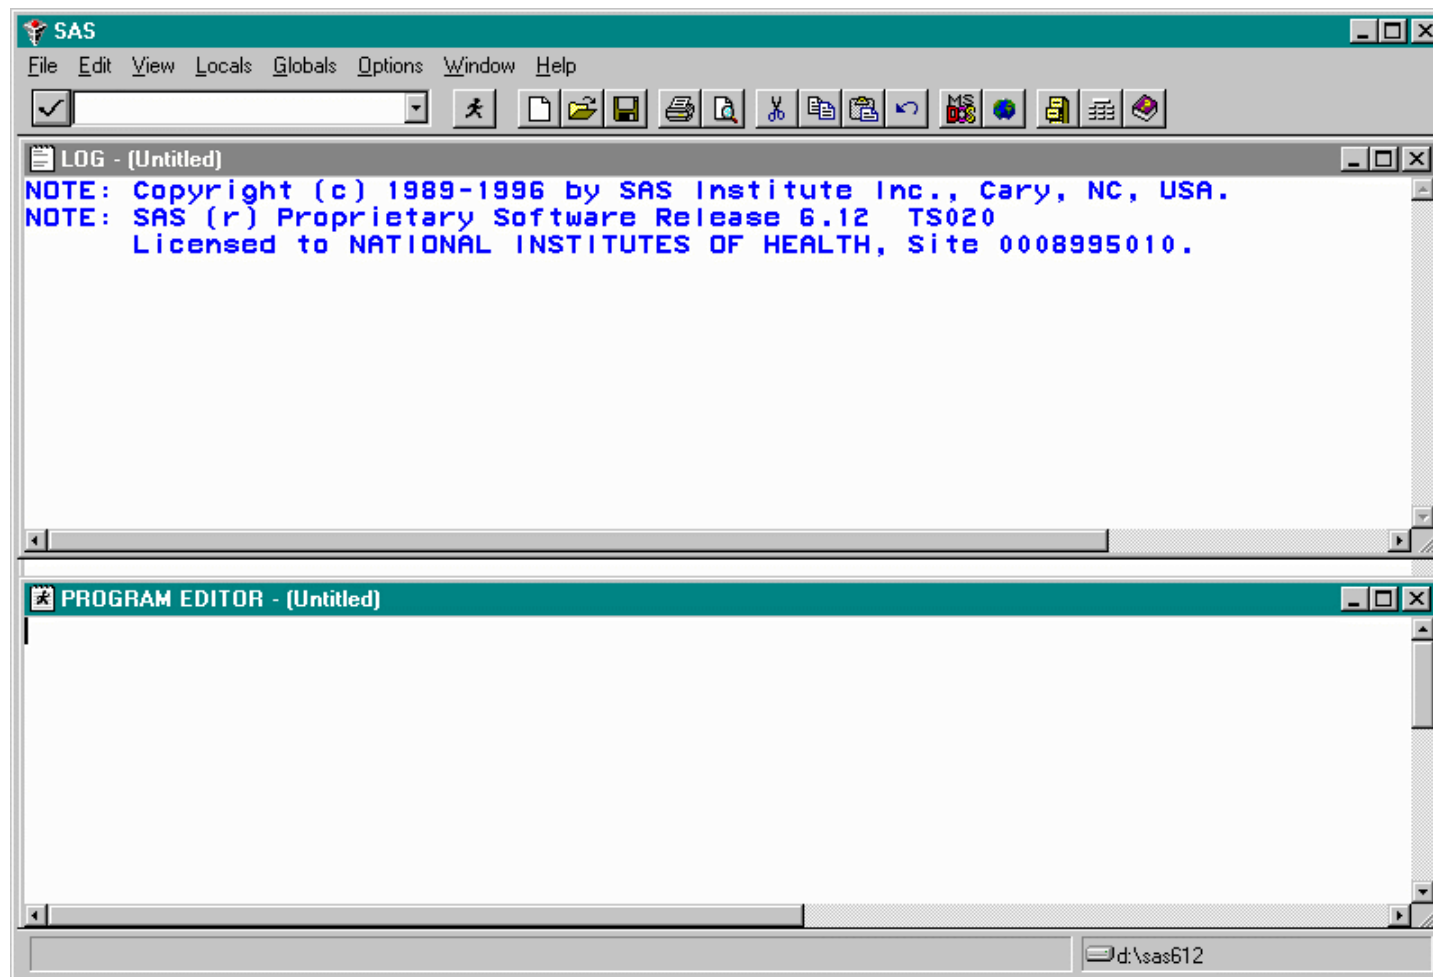 SAS
File Edit View Locals Globals Options Window Help
MS
LOG - (Untitled)
NOTE: Copyright (c) 1989-1996 by SAS Institute Inc., Cary, NC, USA.
NOTE: SAS (r) Proprietary Software Release 6.12 TS020
Licensed to NATIONAL INSTITUTES OF HEALTH, Site 0008995010.
PROGRAM EDITOR - (Untitled)
d:\sas612